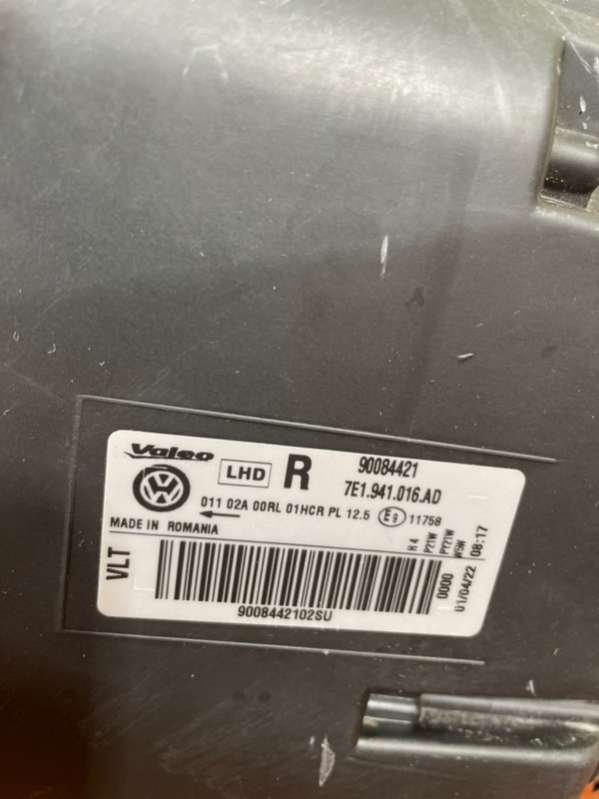 Valeo
LHD R 90084421
7E1.941.016.AD
011 02A 00RL 01HCR PL 12.5 E9 11758
MADE IN ROMANIA
VLT
H4
P21W
PY21W
W5W
0000 01/04/22 08:17
9008442102SU